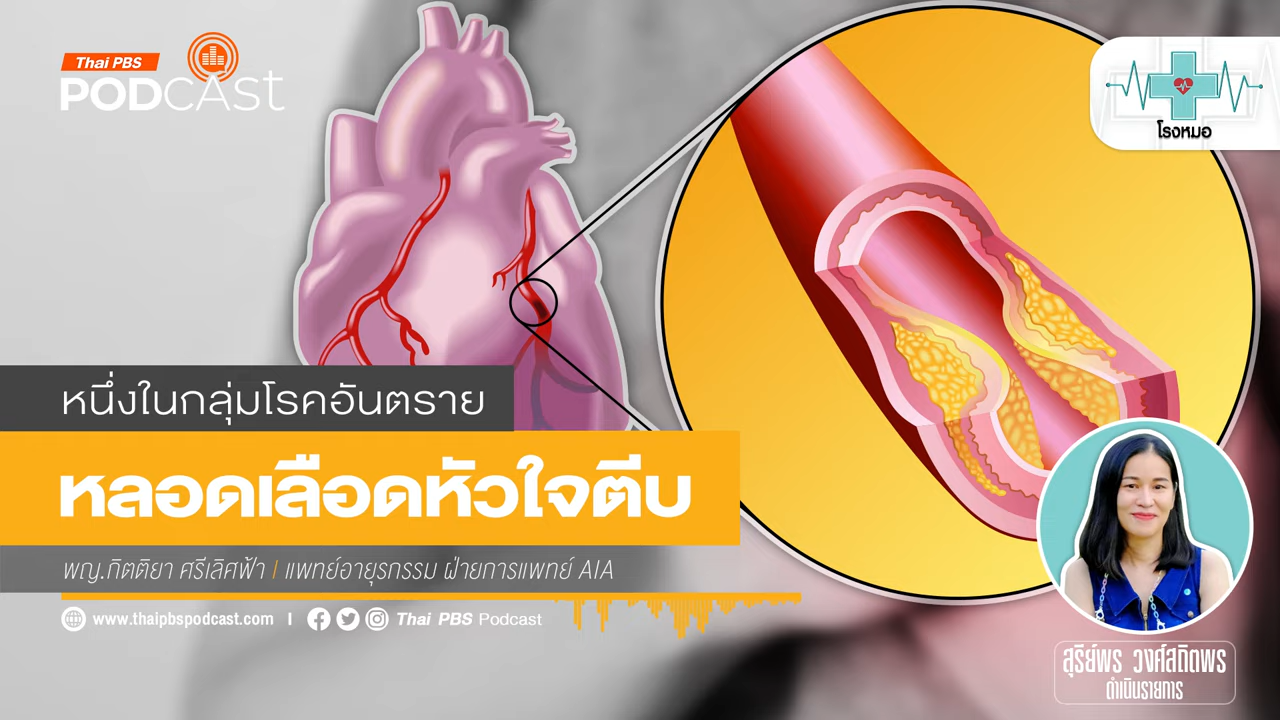 Thai PBS
PODCAST
โรงหมอ
หนึ่งในกลุ่มโรคอันตราย
หลอดเลือดหัวใจตีบ
พญ.กิตติยา ศรีเลิศฟ้า | แพทย์อายุรกรรม ฝ่ายการแพทย์ AIA
www.thaipbspodcast.com | Thai PBS Podcast
สุรีย์พร วงศ์สถิตพร
ดำเนินรายการ